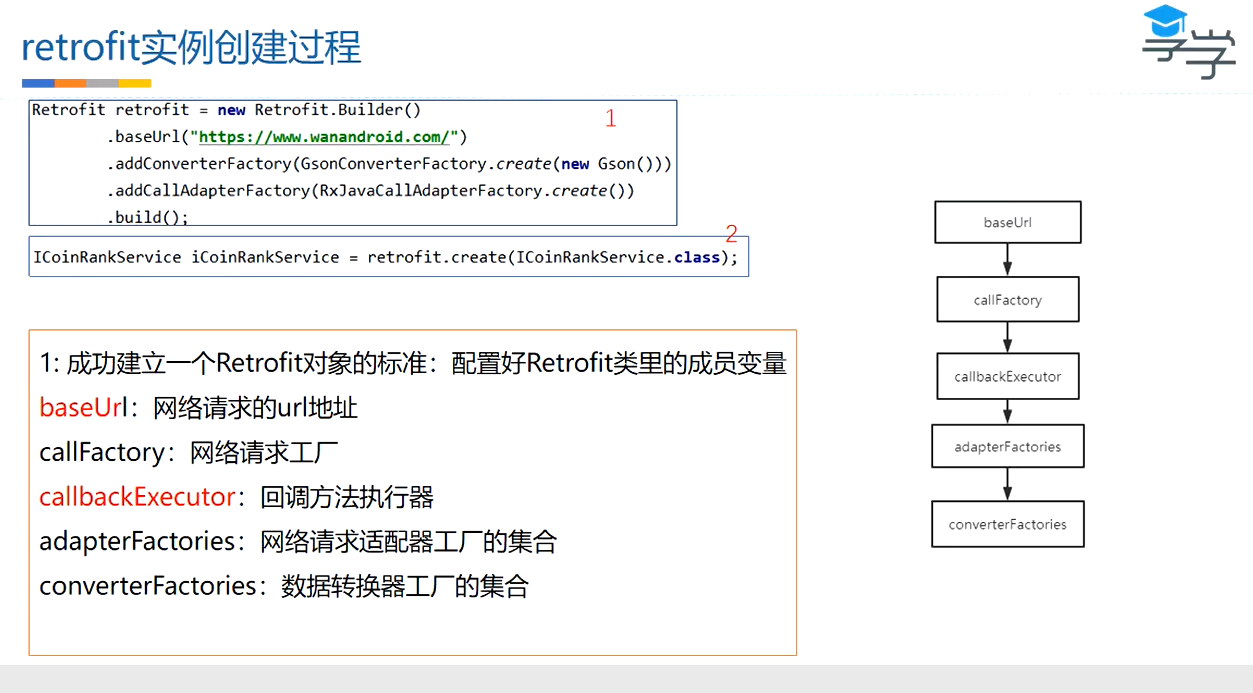 retrofit实例创建过程
享学
Retrofit retrofit = new Retrofit.Builder()
1
.baseUrl("https://www.wanandroid.com/")
.addConverterFactory(GsonConverterFactory.create(new Gson()))
.addCallAdapterFactory(RxJavaCallAdapterFactory.create())
.build();
2
ICoinRankService iCoinRankService = retrofit.create(ICoinRankService.class);
1: 成功建立一个Retrofit对象的标准：配置好Retrofit类里的成员变量
baseUrl：网络请求的url地址
callFactory：网络请求工厂
callbackExecutor：回调方法执行器
adapterFactories：网络请求适配器工厂的集合
converterFactories：数据转换器工厂的集合
baseUrl
callFactory
callbackExecutor
adapterFactories
converterFactories